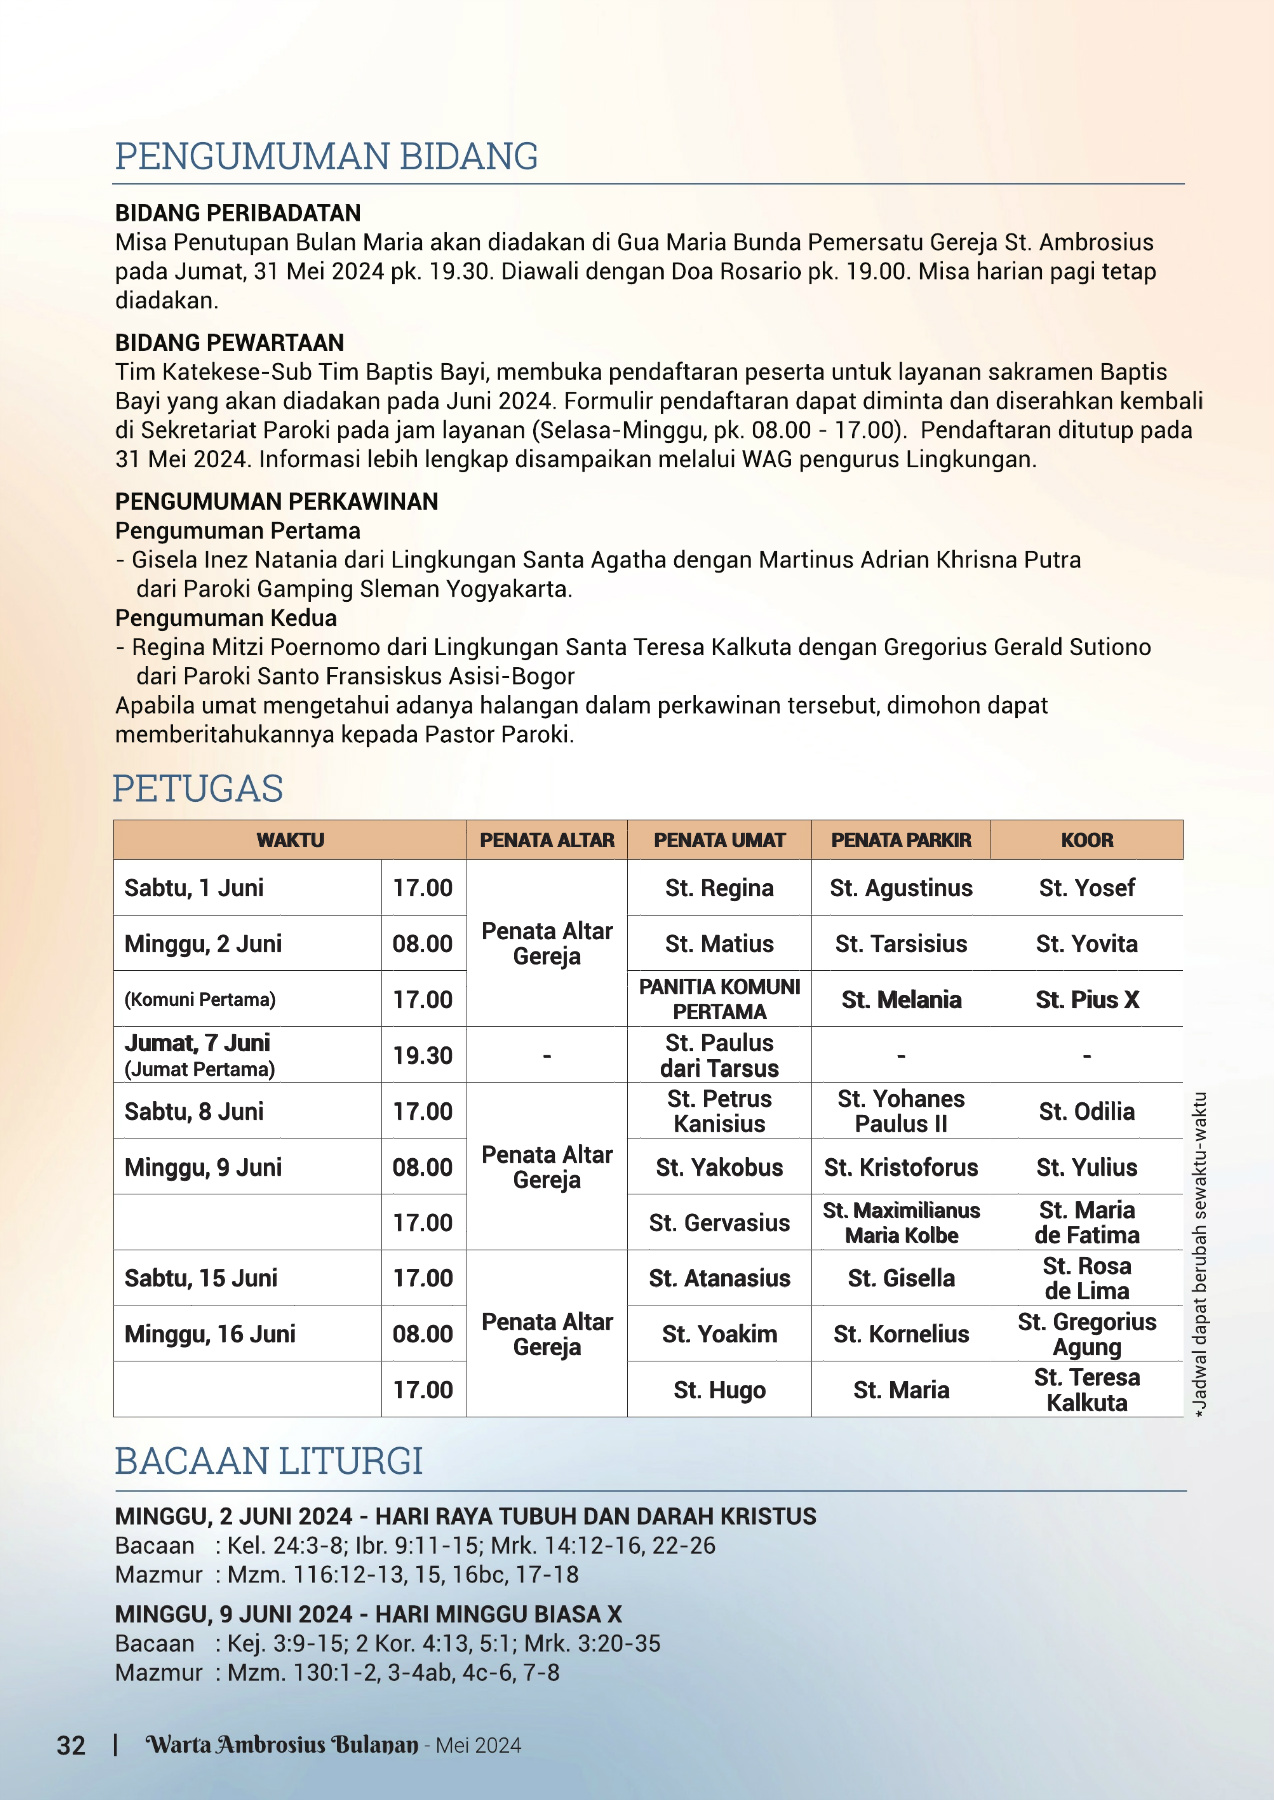 PENGUMUMAN BIDANG
BIDANG PERIBADATAN
Misa Penutupan Bulan Maria akan diadakan di Gua Maria Bunda Pemersatu Gereja St. Ambrosius
pada Jumat, 31 Mei 2024 pk. 19.30. Diawali dengan Doa Rosario pk. 19.00. Misa harian pagi tetap
diadakan.
BIDANG PEWARTAAN
Tim Katekese-Sub Tim Baptis Bayi, membuka pendaftaran peserta untuk layanan sakramen Baptis
Bayi yang akan diadakan pada Juni 2024. Formulir pendaftaran dapat diminta dan diserahkan kembali
di Sekretariat Paroki pada jam layanan (Selasa-Minggu, pk. 08.00 - 17.00). Pendaftaran ditutup pada
31 Mei 2024. Informasi lebih lengkap disampaikan melalui WAG pengurus Lingkungan.
PENGUMUMAN PERKAWINAN
Pengumuman Pertama
- Gisela Inez Natania dari Lingkungan Santa Agatha dengan Martinus Adrian Khrisna Putra
dari Paroki Gamping Sleman Yogyakarta.
Pengumuman Kedua
- Regina Mitzi Poernomo dari Lingkungan Santa Teresa Kalkuta dengan Gregorius Gerald Sutiono
dari Paroki Santo Fransiskus Asisi-Bogor
Apabila umat mengetahui adanya halangan dalam perkawinan tersebut, dimohon dapat
memberitahukannya kepada Pastor Paroki.
PETUGAS
WAKTU PENATA ALTAR PENATA UMAT PENATA PARKIR KOOR
Sabtu, 1 Juni 17.00 St. Regina St. Agustinus St. Yosef
Penata Altar
Gereja
Minggu, 2 Juni 08.00 St. Matius St. Tarsisius St. Yovita
(Komuni Pertama) 17.00 PANITIA KOMUNI
PERTAMA St. Melania St. Pius X
Jumat, 7 Juni
(Jumat Pertama) 19.30 - St. Paulus
dari Tarsus - -
Sabtu, 8 Juni 17.00 St. Petrus
Kanisius St. Yohanes
Paulus II St. Odilia
Penata Altar
Gereja
Minggu, 9 Juni 08.00 St. Yakobus St. Kristoforus St. Yulius
17.00 St. Gervasius St. Maximilianus
Maria Kolbe St. Maria
de Fatima
Sabtu, 15 Juni 17.00 St. Atanasius St. Gisella St. Rosa
de Lima
Penata Altar
Gereja
Minggu, 16 Juni 08.00 St. Yoakim St. Kornelius St. Gregorius
Agung
17.00 St. Hugo St. Maria St. Teresa
Kalkuta
*Jadwal dapat berubah sewaktu-waktu
BACAAN LITURGI
MINGGU, 2 JUNI 2024 - HARI RAYA TUBUH DAN DARAH KRISTUS
Bacaan : Kel. 24:3-8; Ibr. 9:11-15; Mrk. 14:12-16, 22-26
Mazmur : Mzm. 116:12-13, 15, 16bc, 17-18
MINGGU, 9 JUNI 2024 - HARI MINGGU BIASA X
Bacaan : Kej. 3:9-15; 2 Kor. 4:13, 5:1; Mrk. 3:20-35
Mazmur : Mzm. 130:1-2, 3-4ab, 4c-6, 7-8
32 | Warta Ambrosius Bulanan - Mei 2024